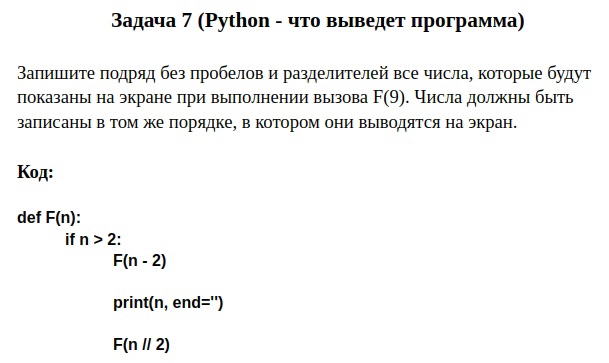 Задача 7 (Python - что выведет программа)
Запишите подряд без пробелов и разделителей все числа, которые будут
показаны на экране при выполнении вызова F(9). Числа должны быть
записаны в том же порядке, в котором они выводятся на экран.
Код:
def F(n):
if n > 2:
F(n - 2)
print(n, end='')
F(n // 2)